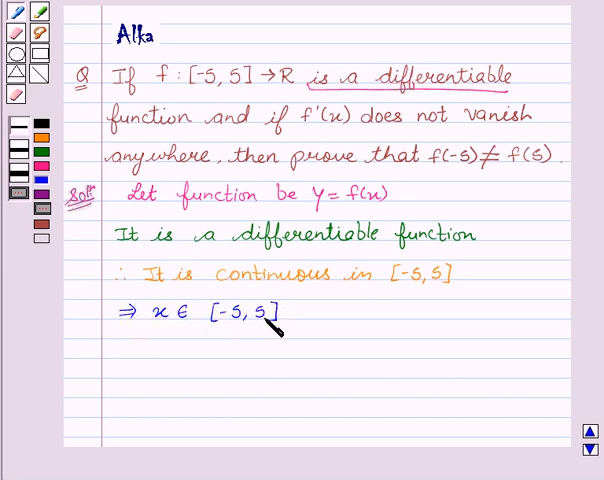 Alka
Q If f : [-5, 5] → R is a differentiable
function and if f'(x) does not vanish
anywhere, then prove that f(-5) ≠ f(5).
Solⁿ Let function be y = f(x)
It is a differentiable function
∴ It is continuous in [-5, 5]
⇒ x ∈ [-5, 5]